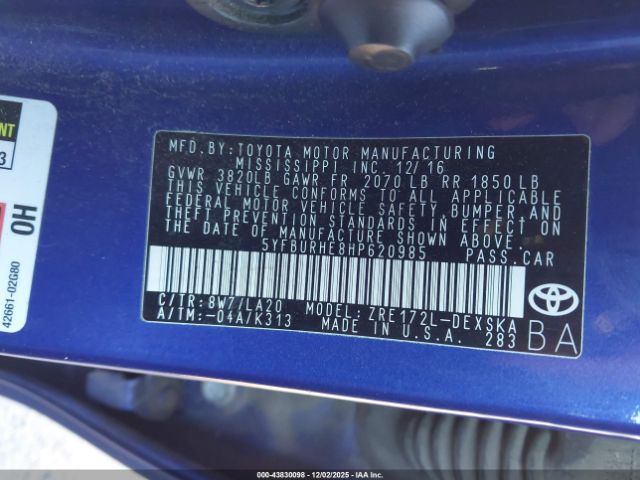 MFD. BY:TOYOTA MOTOR MANUFACTURING
MISSISSIPPI INC. 12/16
GVWR 3820LB GAWR FR 2070 LB RR 1850 LB
THIS VEHICLE CONFORMS TO ALL APPLICABLE
FEDERAL MOTOR VEHICLE SAFETY, BUMPER, AND
THEFT PREVENTION STANDARDS IN EFFECT ON
THE DATE OF MANUFACTURE SHOWN ABOVE.
5YFBURHE8HP620985 PASS.CAR
C/TR: 8W7/LA20 MODEL: ZRE172L-DEXSKA
A/TM:-04A/K313 MADE IN U.S.A. 283
BA
3
HO
42661-02G80
000-43830098 - 12/02/2025 - COPYRIGHT IAA